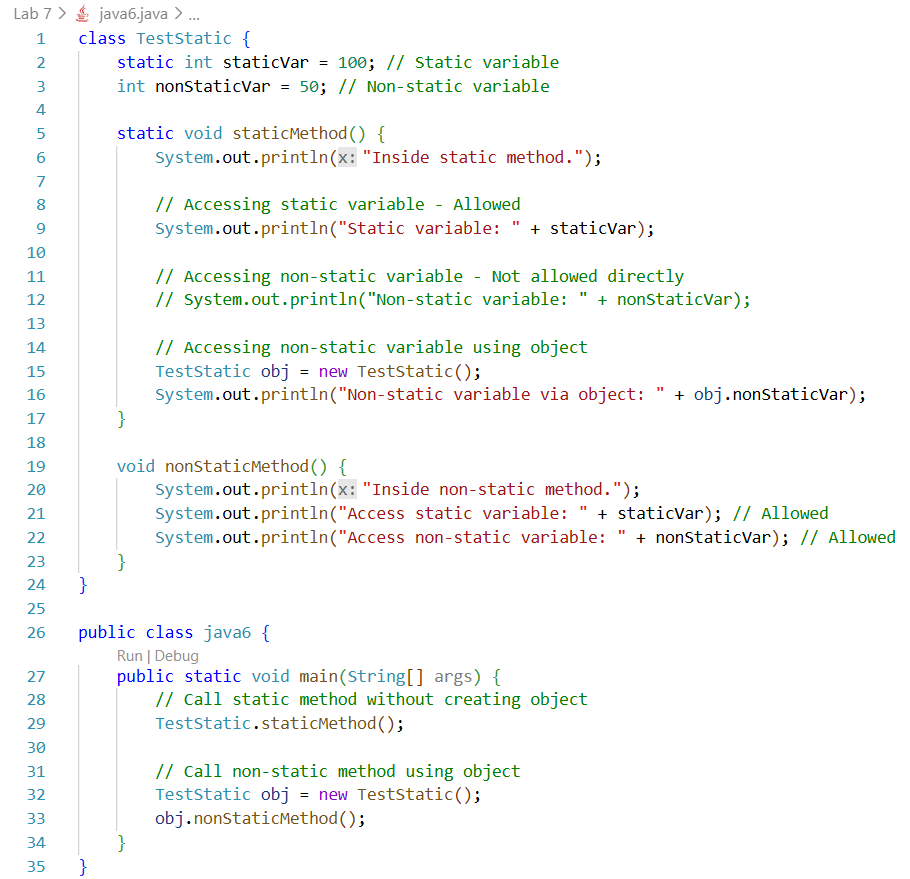 Lab 7 > java6.java > ...
1 class TestStatic {
2     static int staticVar = 100; // Static variable
3     int nonStaticVar = 50; // Non-static variable
4
5     static void staticMethod() {
6         System.out.println(x: "Inside static method.");
7
8         // Accessing static variable - Allowed
9         System.out.println("Static variable: " + staticVar);
10
11         // Accessing non-static variable - Not allowed directly
12         // System.out.println("Non-static variable: " + nonStaticVar);
13
14         // Accessing non-static variable using object
15         TestStatic obj = new TestStatic();
16         System.out.println("Non-static variable via object: " + obj.nonStaticVar);
17     }
18
19     void nonStaticMethod() {
20         System.out.println(x: "Inside non-static method.");
21         System.out.println("Access static variable: " + staticVar); // Allowed
22         System.out.println("Access non-static variable: " + nonStaticVar); // Allowed
23     }
24 }
25
26 public class java6 {
Run | Debug
27     public static void main(String[] args) {
28         // Call static method without creating object
29         TestStatic.staticMethod();
30
31         // Call non-static method using object
32         TestStatic obj = new TestStatic();
33         obj.nonStaticMethod();
34     }
35 }